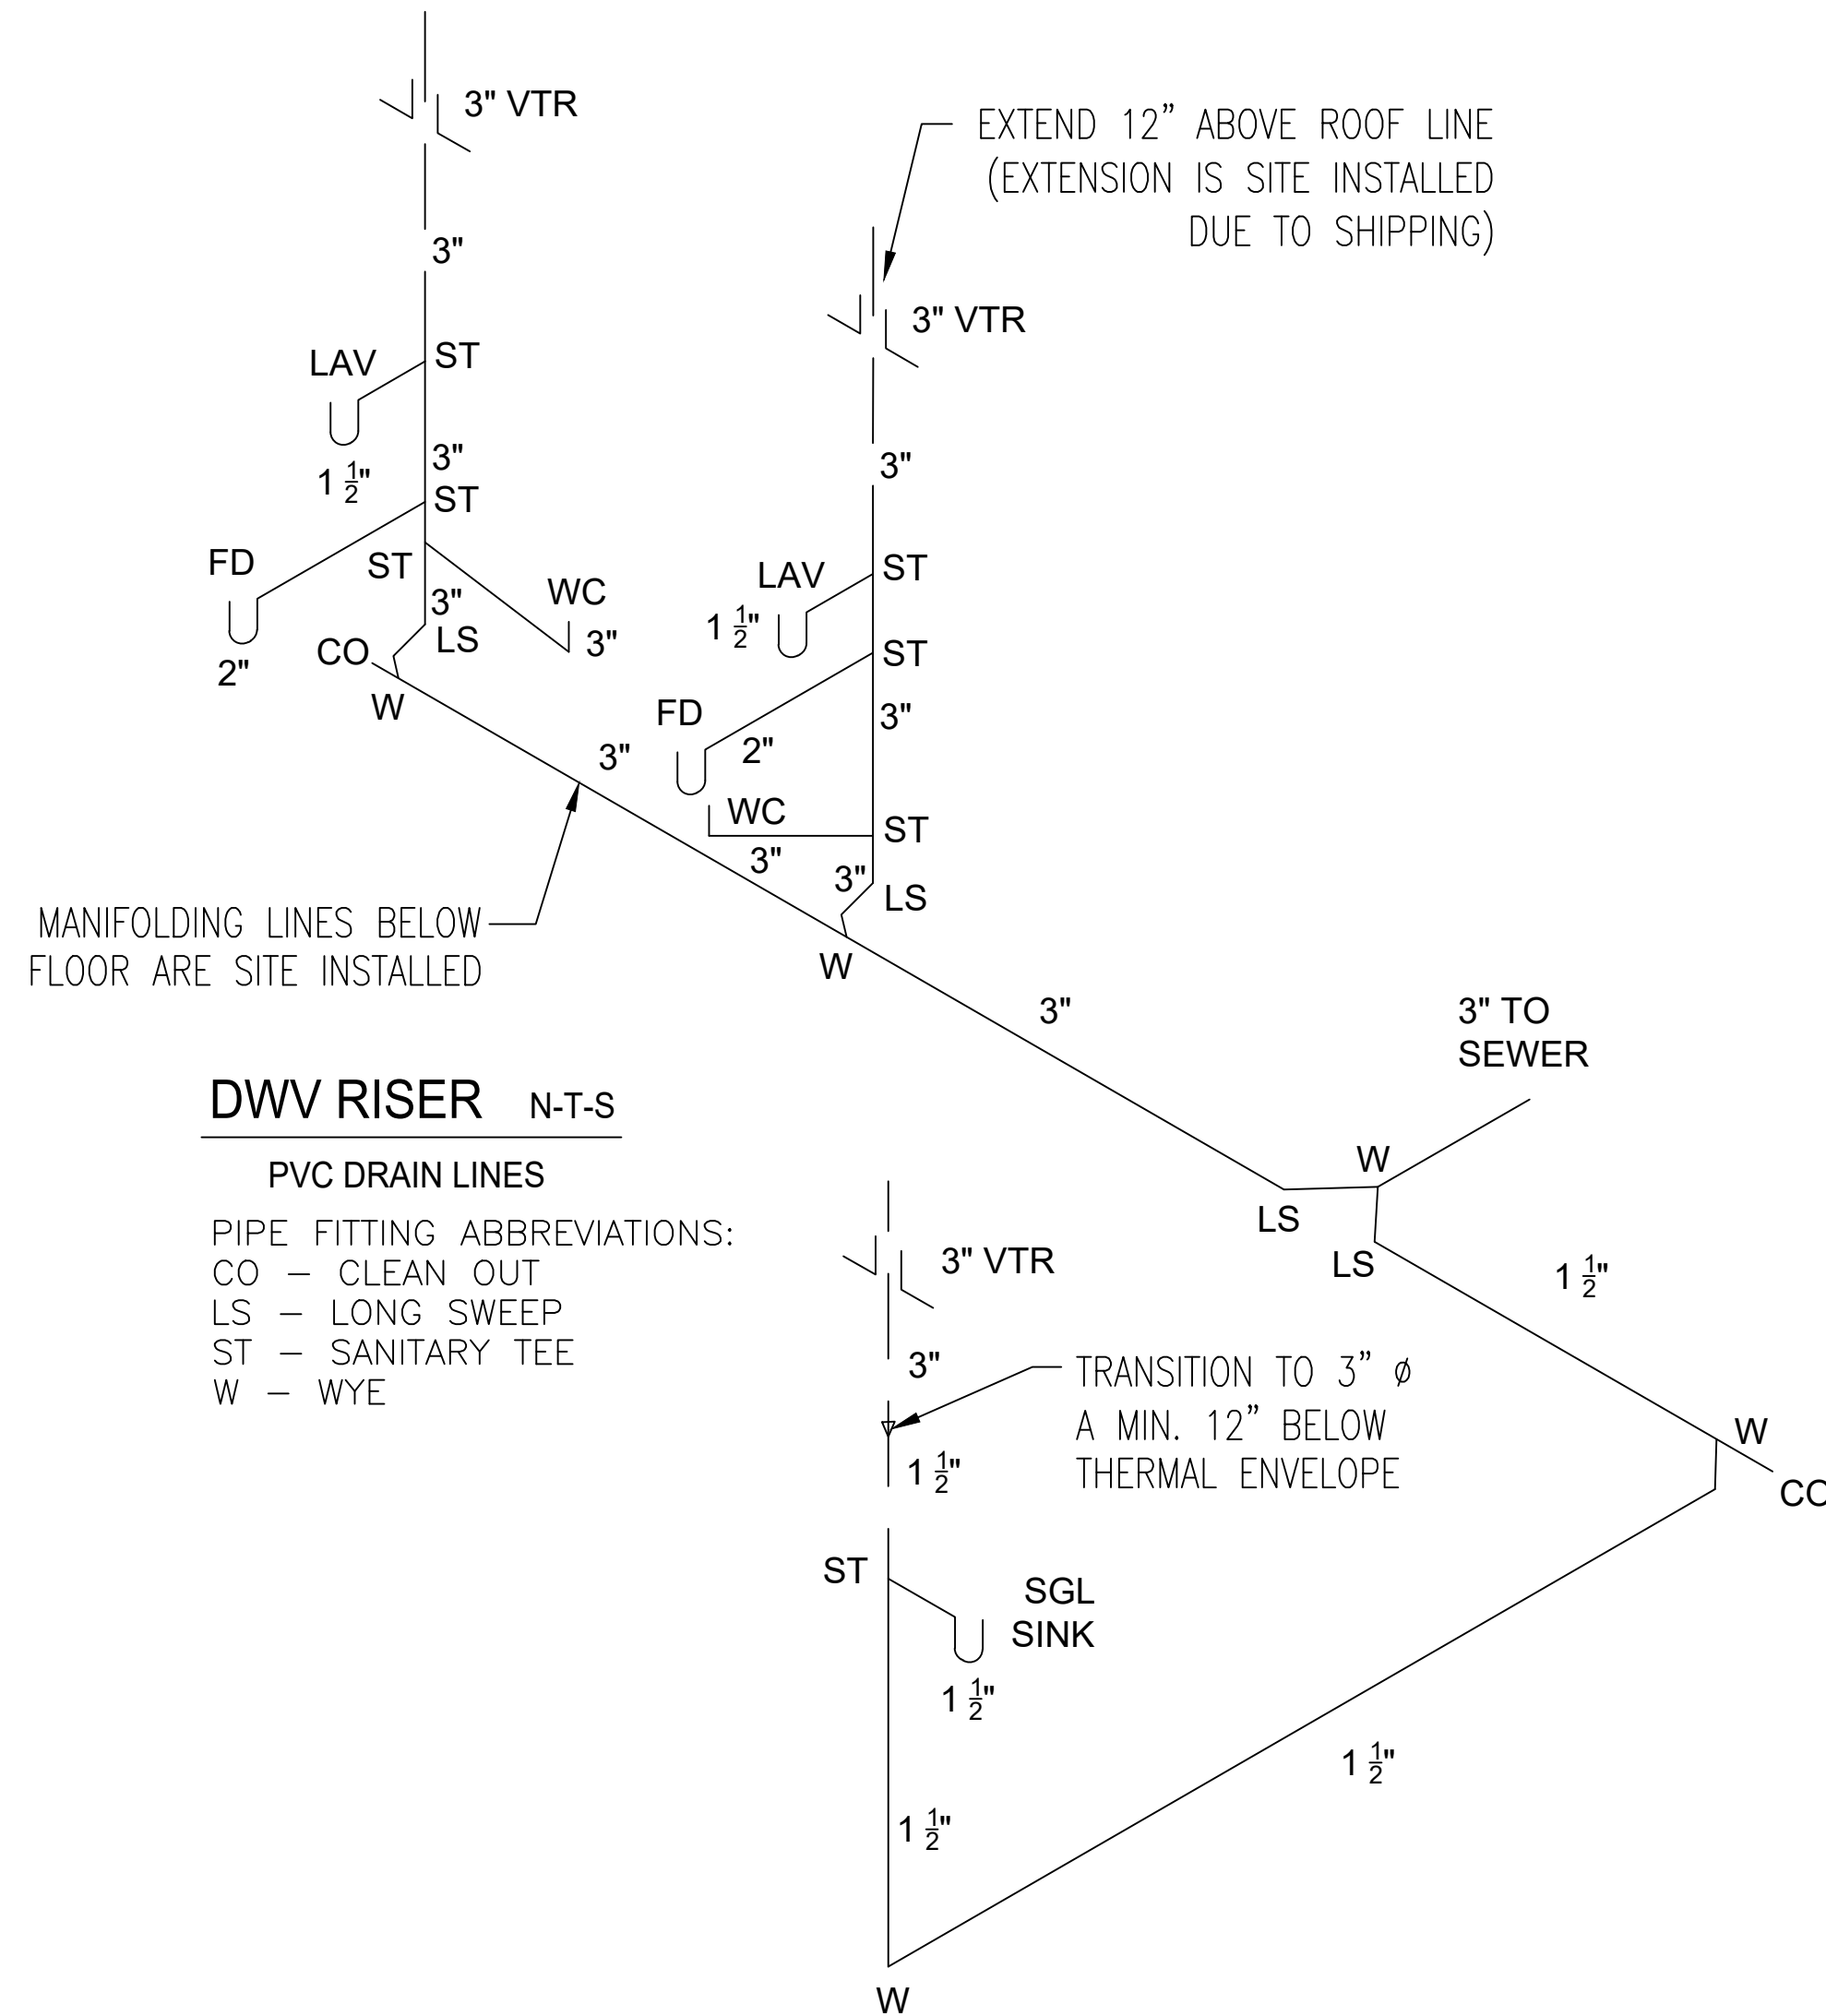 3" VTR
EXTEND 12” ABOVE ROOF LINE
(EXTENSION IS SITE INSTALLED
DUE TO SHIPPING)
3"
3" VTR
LAV
ST
1 1/2"
3"
ST
3"
FD
ST
WC
3"
LS
3"
CO
2"
W
LAV
ST
1 1/2"
ST
FD
3"
2"
3"
WC
ST
3"
3"
LS
MANIFOLDING LINES BELOW
FLOOR ARE SITE INSTALLED
W
3"
3" TO
SEWER
DWV RISER N-T-S
PVC DRAIN LINES
PIPE FITTING ABBREVIATIONS:
CO – CLEAN OUT
LS – LONG SWEEP
ST – SANITARY TEE
W – WYE
W
LS
LS
1 1/2"
3" VTR
3"
TRANSITION TO 3” ϕ
A MIN. 12” BELOW
THERMAL ENVELOPE
1 1/2"
W
CO
ST
SGL
SINK
1 1/2"
1 1/2"
1 1/2"
W